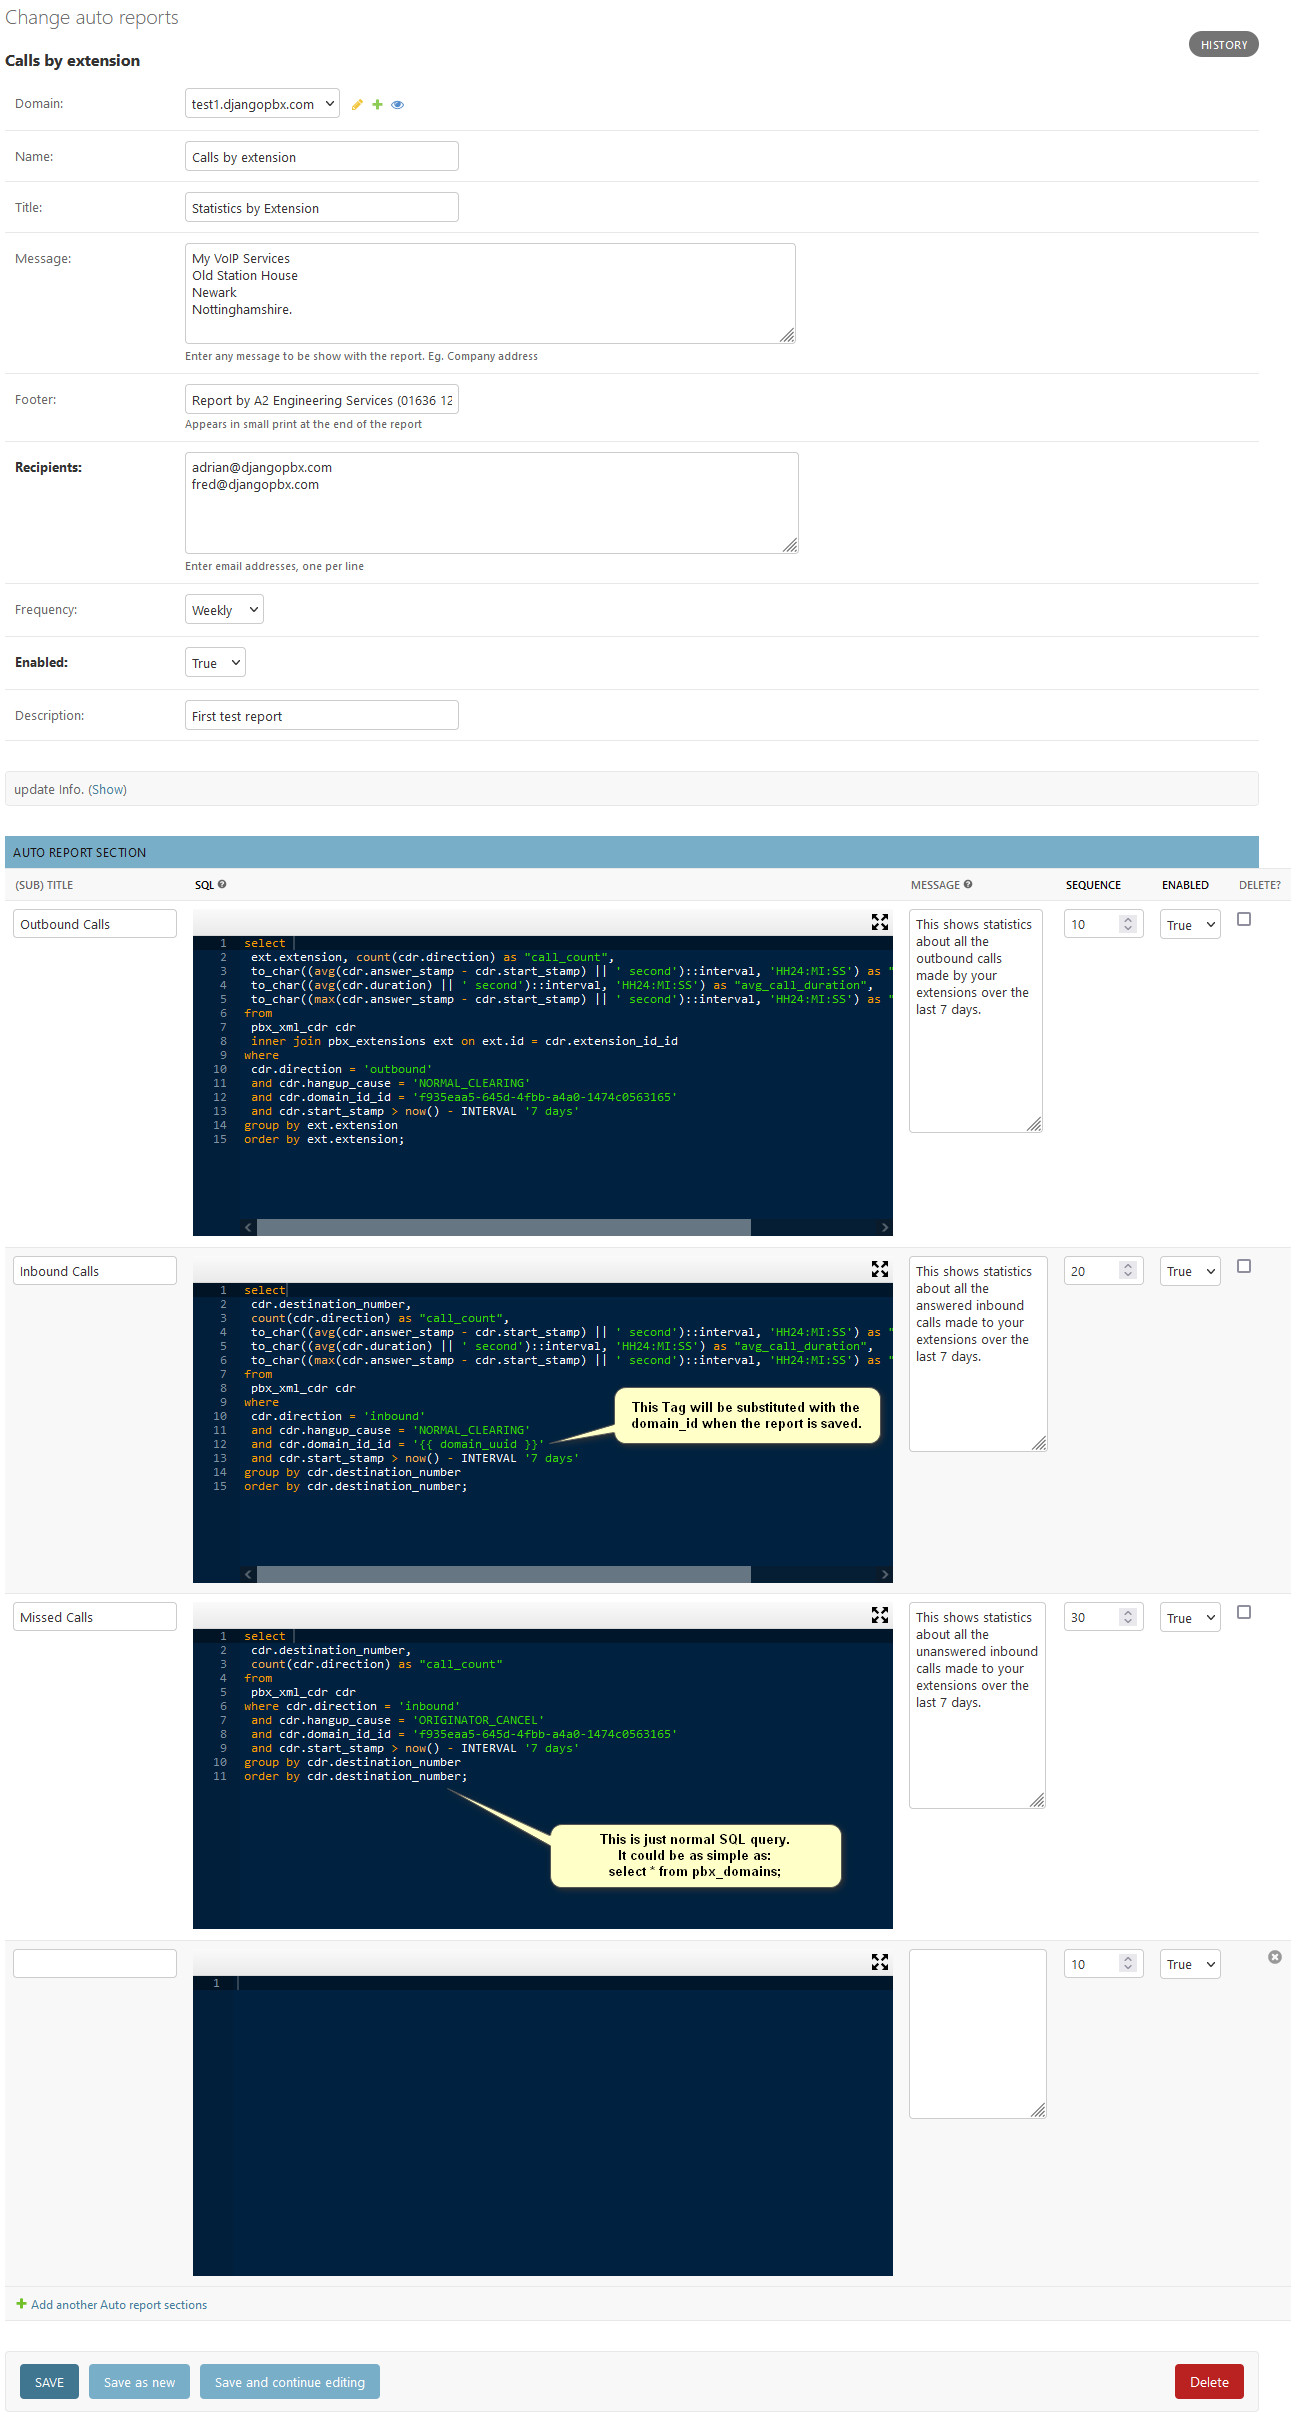 Change auto reports
HISTORY
Calls by extension
Domain: test1.djangopbx.com
Name: Calls by extension
Title: Statistics by Extension
Message: My VoIP Services
Old Station House
Newark
Nottinghamshire.
Enter any message to be show with the report. Eg. Company address
Footer: Report by A2 Engineering Services (01636 12
Appears in small print at the end of the report
Recipients: adrian@djangopbx.com
fred@djangopbx.com
Enter email addresses, one per line
Frequency: Weekly
Enabled: True
Description: First test report
update Info. (Show)
AUTO REPORT SECTION
(SUB) TITLE SQL MESSAGE SEQUENCE ENABLED DELETE?
Outbound Calls
1 select
2 ext.extension, count(cdr.direction) as "call_count",
3 to_char((avg(cdr.answer_stamp - cdr.start_stamp) || ' second')::interval, 'HH24:MI:SS') as "
4 to_char((avg(cdr.duration) || ' second')::interval, 'HH24:MI:SS') as "avg_call_duration",
5 to_char((max(cdr.answer_stamp - cdr.start_stamp) || ' second')::interval, 'HH24:MI:SS') as "
6 from
7 pbx_xml_cdr cdr
8 inner join pbx_extensions ext on ext.id = cdr.extension_id_id
9 where
10 cdr.direction = 'outbound'
11 and cdr.hangup_cause = 'NORMAL_CLEARING'
12 and cdr.domain_id_id = 'f935eaa5-645d-4fbb-a4a0-1474c0563165'
13 and cdr.start_stamp > now() - INTERVAL '7 days'
14 group by ext.extension
15 order by ext.extension;
This shows statistics
about all the
outbound calls
made by your
extensions over the
last 7 days.
10
True
Inbound Calls
1 select
2 cdr.destination_number,
3 count(cdr.direction) as "call_count",
4 to_char((avg(cdr.answer_stamp - cdr.start_stamp) || ' second')::interval, 'HH24:MI:SS') as "
5 to_char((avg(cdr.duration) || ' second')::interval, 'HH24:MI:SS') as "avg_call_duration",
6 to_char((max(cdr.answer_stamp - cdr.start_stamp) || ' second')::interval, 'HH24:MI:SS') as "
7 from
8 pbx_xml_cdr cdr
9 where
10 cdr.direction = 'inbound'
11 and cdr.hangup_cause = 'NORMAL_CLEARING'
12 and cdr.domain_id_id = '{{ domain_uuid }}'
13 and cdr.start_stamp > now() - INTERVAL '7 days'
14 group by cdr.destination_number
15 order by cdr.destination_number;
This Tag will be substituted with the
domain_id when the report is saved.
This shows statistics
about all the
answered inbound
calls made to your
extensions over the
last 7 days.
20
True
Missed Calls
1 select
2 cdr.destination_number,
3 count(cdr.direction) as "call_count"
4 from
5 pbx_xml_cdr cdr
6 where cdr.direction = 'inbound'
7 and cdr.hangup_cause = 'ORIGINATOR_CANCEL'
8 and cdr.domain_id_id = 'f935eaa5-645d-4fbb-a4a0-1474c0563165'
9 and cdr.start_stamp > now() - INTERVAL '7 days'
10 group by cdr.destination_number
11 order by cdr.destination_number;
This is just normal SQL query.
It could be as simple as:
select * from pbx_domains;
This shows statistics
about all the
unanswered inbound
calls made to your
extensions over the
last 7 days.
30
True
1
10
True
Add another Auto report sections
SAVE Save as new Save and continue editing Delete